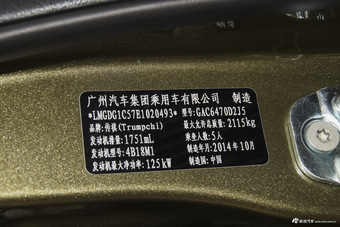 广州汽车集团乘用车有限公司 制造
*LMGDG1C57E1020493* 型号:GAC6470D2J5
品牌:传祺(Trumpchi) 最大允许总质量:2115kg
发动机排量:1751mL 乘坐人数:5人
发动机型号:4B18M1 制造年月:2014年10月
发动机最大净功率:125kW 制造国:中国